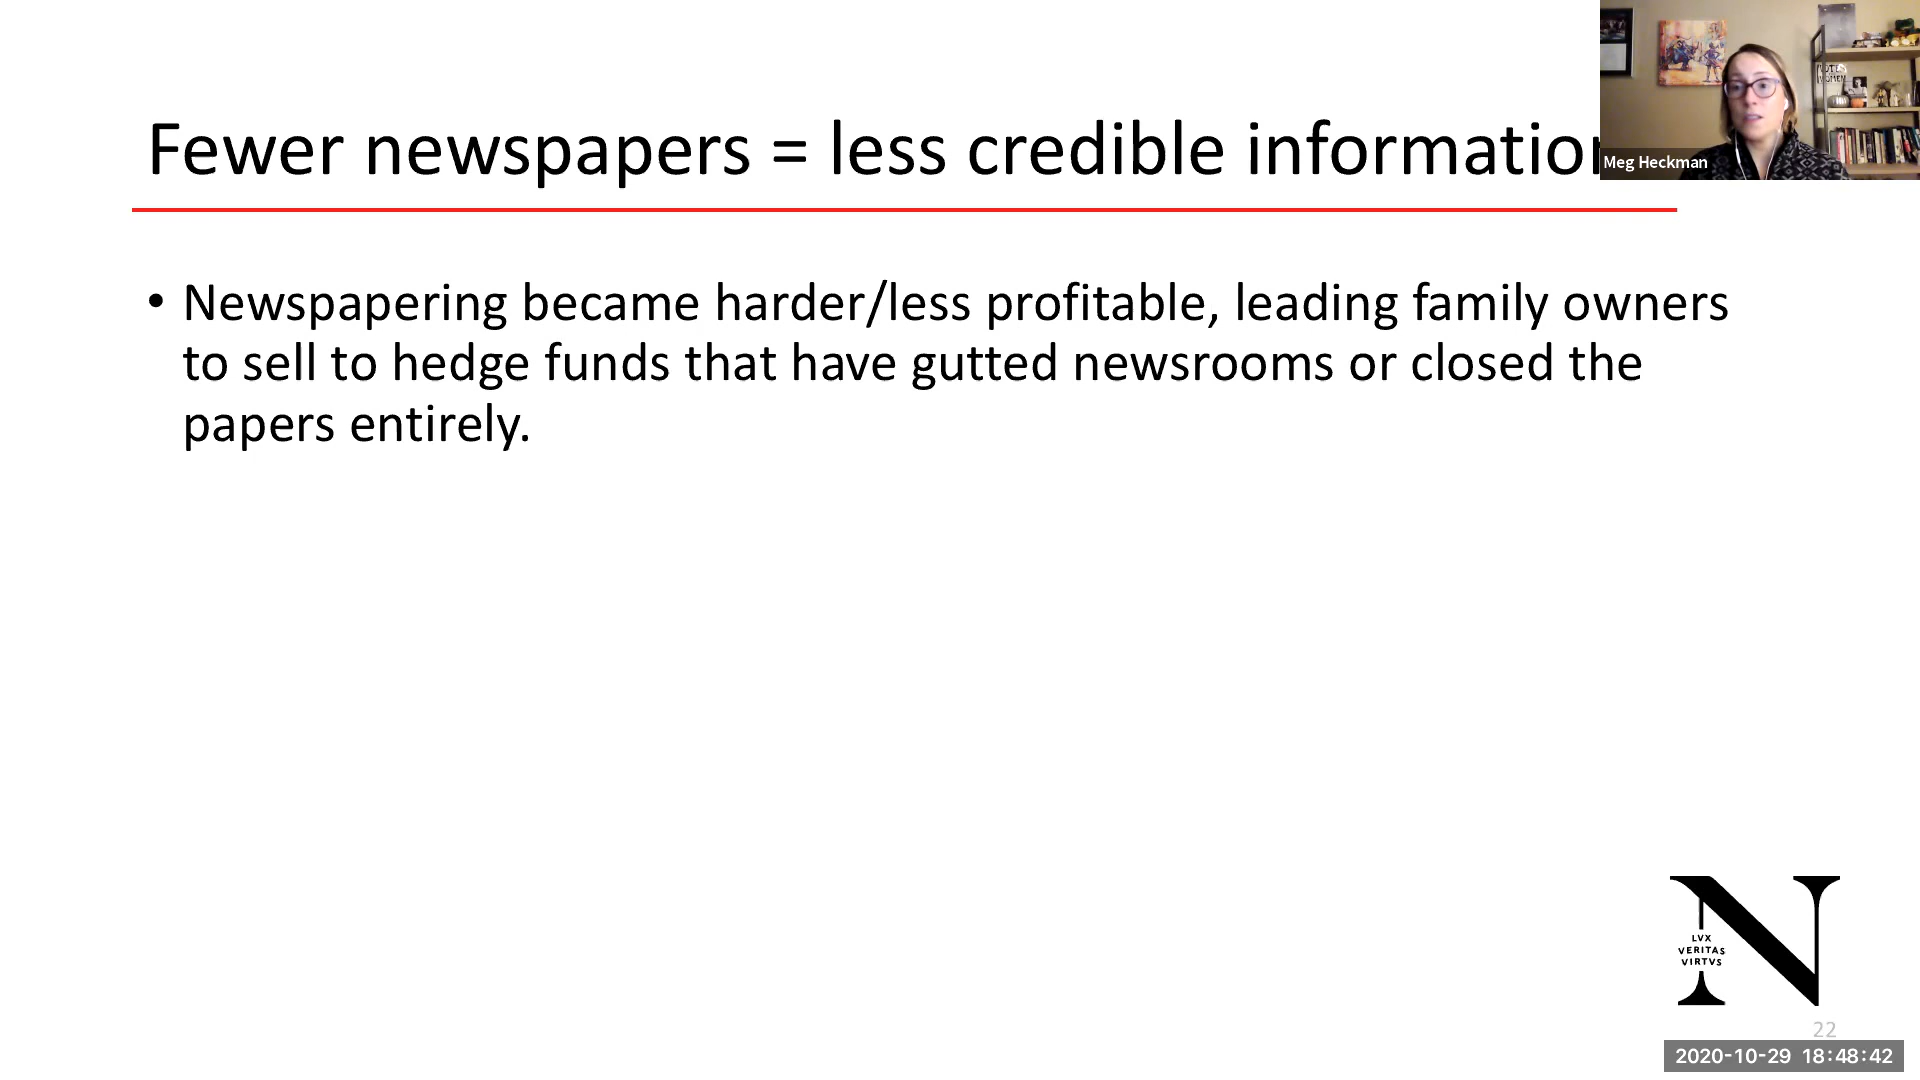 Fewer newspapers = less credible information
Meg Heckman
• Newspapering became harder/less profitable, leading family owners
to sell to hedge funds that have gutted newsrooms or closed the
papers entirely.
LVX
VERITAS
VIRTVS
N
22
2020-10-29 18:48:42